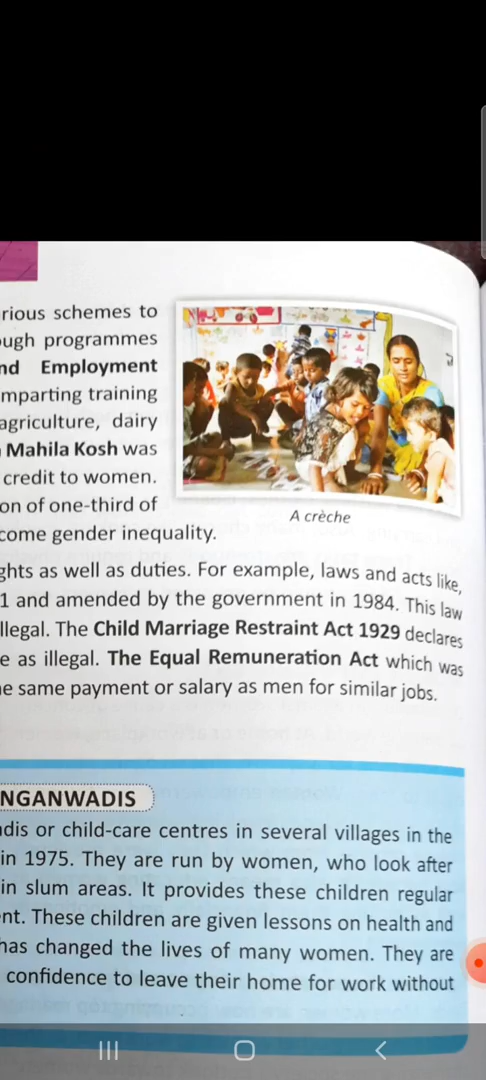 rious schemes to
ugh programmes
nd Employment
mparting training
agriculture, dairy
Mahila Kosh was
credit to women.
on of one-third of
A crèche
come gender inequality.
ghts as well as duties. For example, laws and acts like,
1 and amended by the government in 1984. This law
llegal. The Child Marriage Restraint Act 1929 declares
e as illegal. The Equal Remuneration Act which was
e same payment or salary as men for similar jobs.
NGANWADIS
dis or child-care centres in several villages in the
in 1975. They are run by women, who look after
in slum areas. It provides these children regular
nt. These children are given lessons on health and
has changed the lives of many women. They are
confidence to leave their home for work without